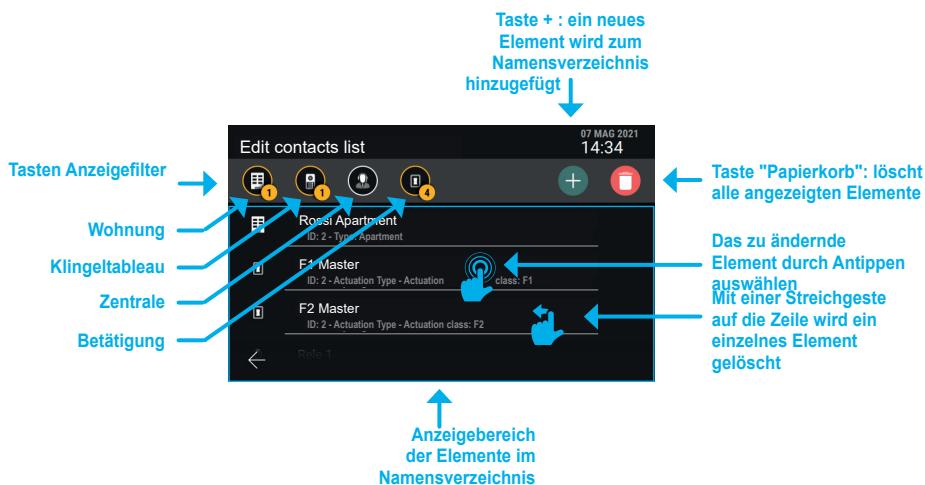 Taste + : ein neues
Element wird zum
Namensverzeichnis
hinzugefügt
07 MAG 2021
Edit contacts list
14:34
Tasten Anzeigefilter
1
1
4
Taste "Papierkorb": löscht
alle angezeigten Elemente
Wohnung
Klingeltableau
Zentrale
Betätigung
Rossi Apartment
ID: 2 - Type: Apartment
F1 Master
ID: 2 - Actuation Type - Actuation class: F1
F2 Master
ID: 2 - Actuation Type - Actuation class: F2
Rele 1
Das zu ändernde
Element durch Antippen
auswählen
Mit einer Streichgeste
auf die Zeile wird ein
einzelnes Element
gelöscht
Anzeigebereich
der Elemente im
Namensverzeichnis